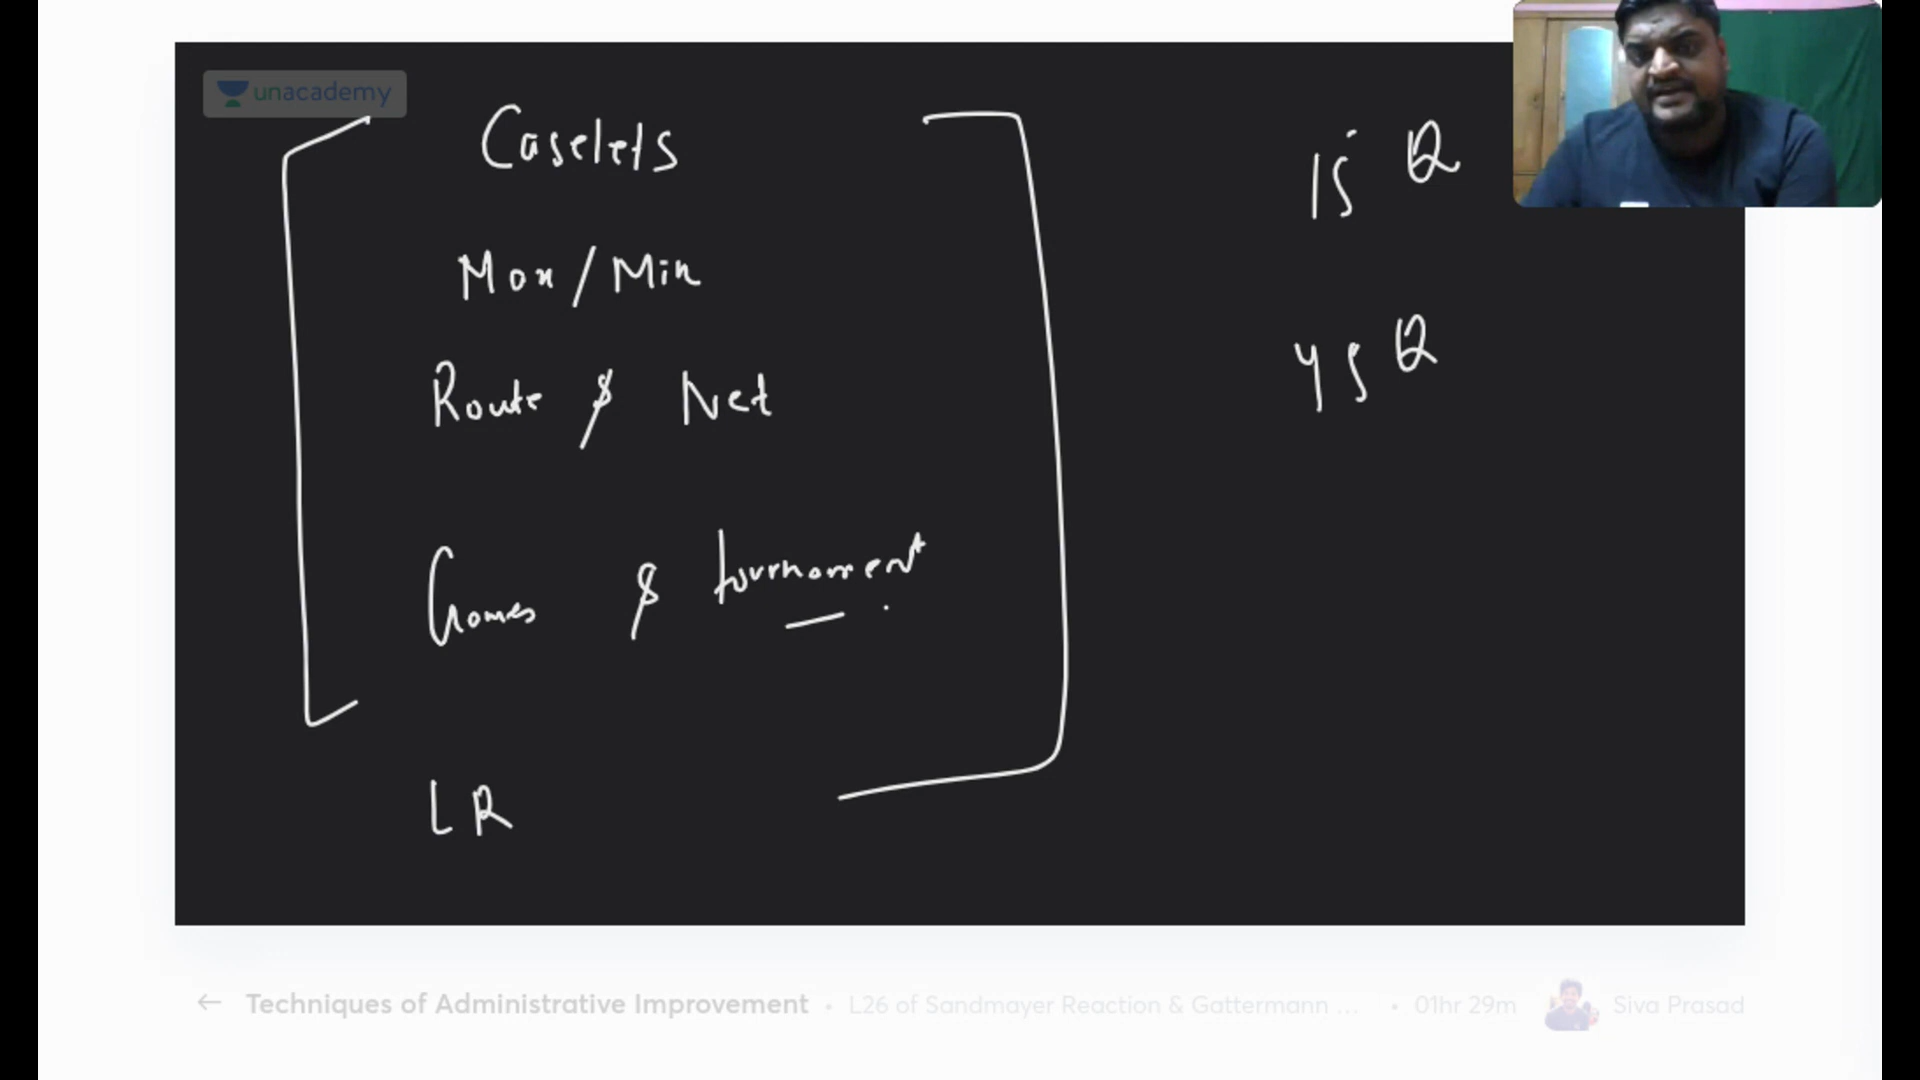 unacademy
Caselets
Max/Min
Route & Net
Games & tournament
LR
15 Q
45 Q
← Techniques of Administrative Improvement • L26 of Sandmayer Reaction & Gattermann ... • 01hr 29m Siva Prasad